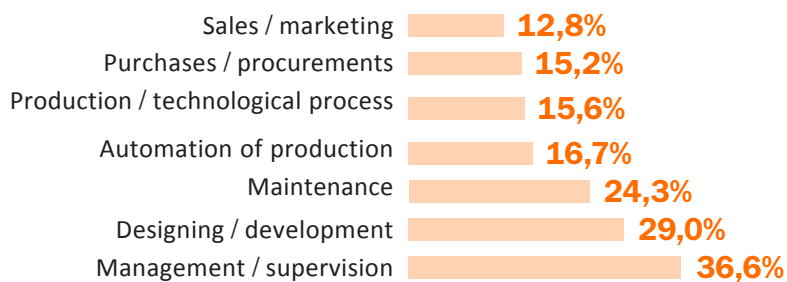 Sales / marketing 12,8%
Purchases / procurements 15,2%
Production / technological process 15,6%
Automation of production 16,7%
Maintenance 24,3%
Designing / development 29,0%
Management / supervision 36,6%